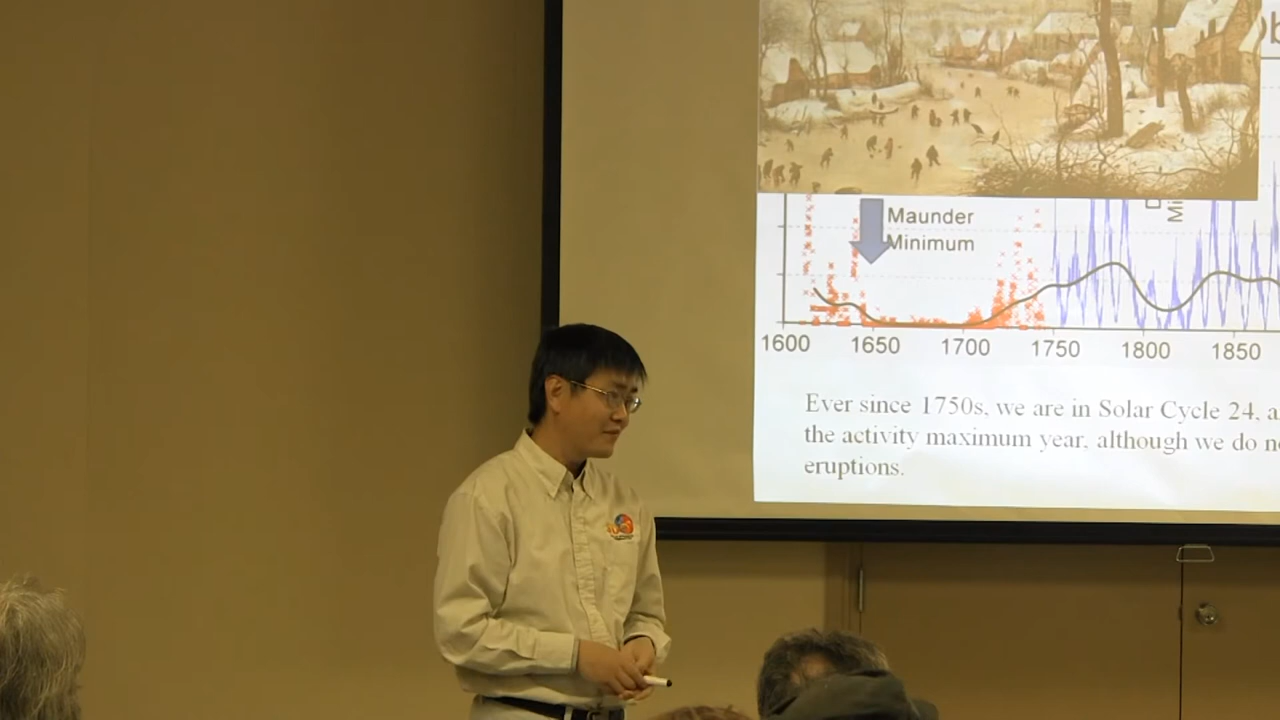 Maunder
Minimum
1600 1650 1700 1750 1800 1850
Ever since 1750s, we are in Solar Cycle 24, a
the activity maximum year, although we do no
eruptions.